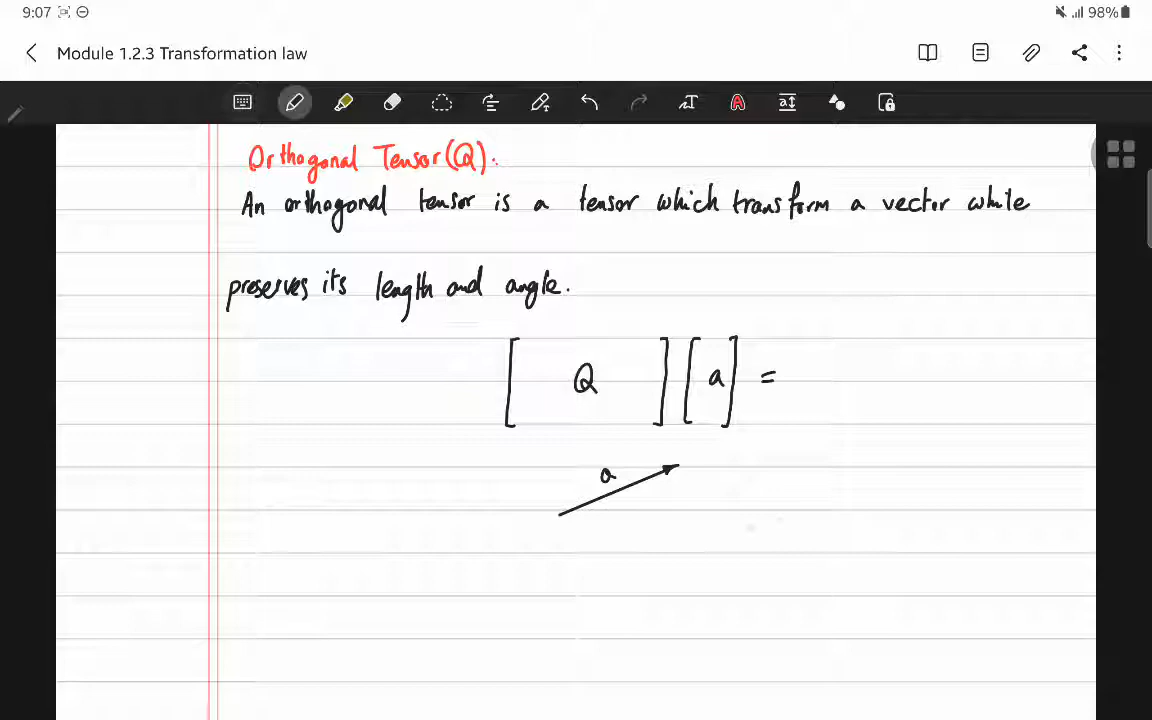 9:07 98%
Module 1.2.3 Transformation law
Orthogonal Tensor (Q).
An orthogonal tensor is a tensor which transform a vector while
preserves its length and angle.
[ Q ] [ a ] =
a